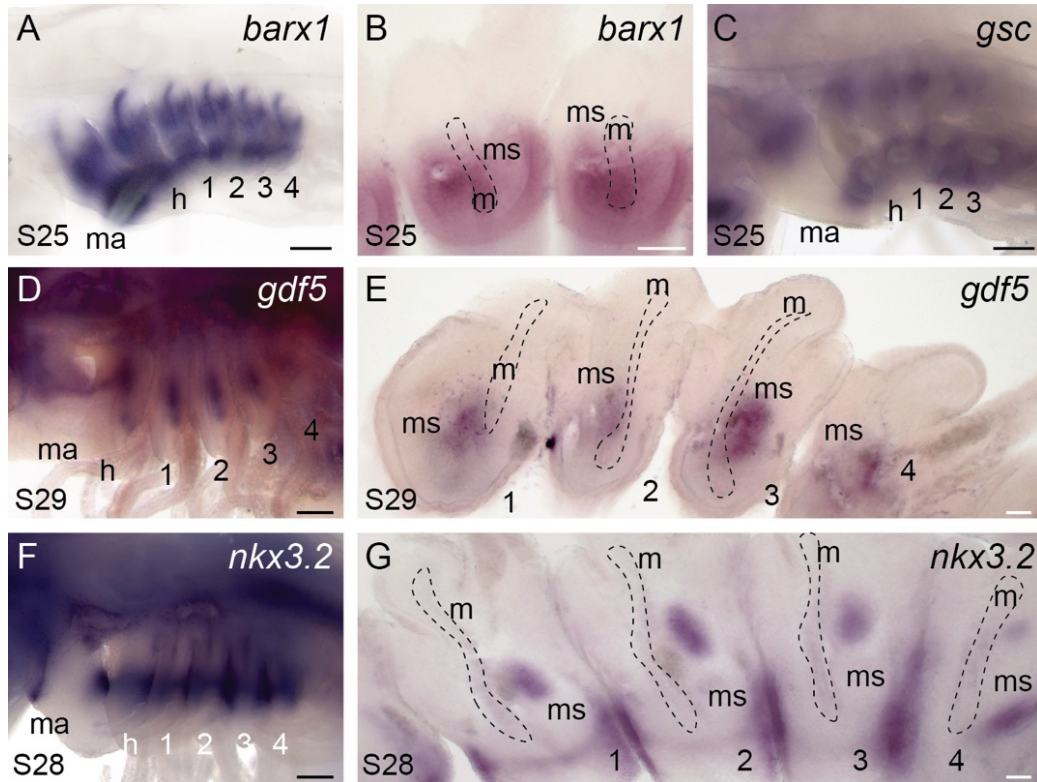 A barx1
h 1 2 3 4
ma
S25
B barx1
ms m ms m
S25
C gsc
h 1 2 3
ma
S25
D gdf5
ma h 1 2 3 4
S29
E gdf5
m m m
ms ms ms ms
1 2 3 4
S29
F nkx3.2
ma h 1 2 3 4
S28
G nkx3.2
m m m m
ms ms ms ms
1 2 3 4
S28